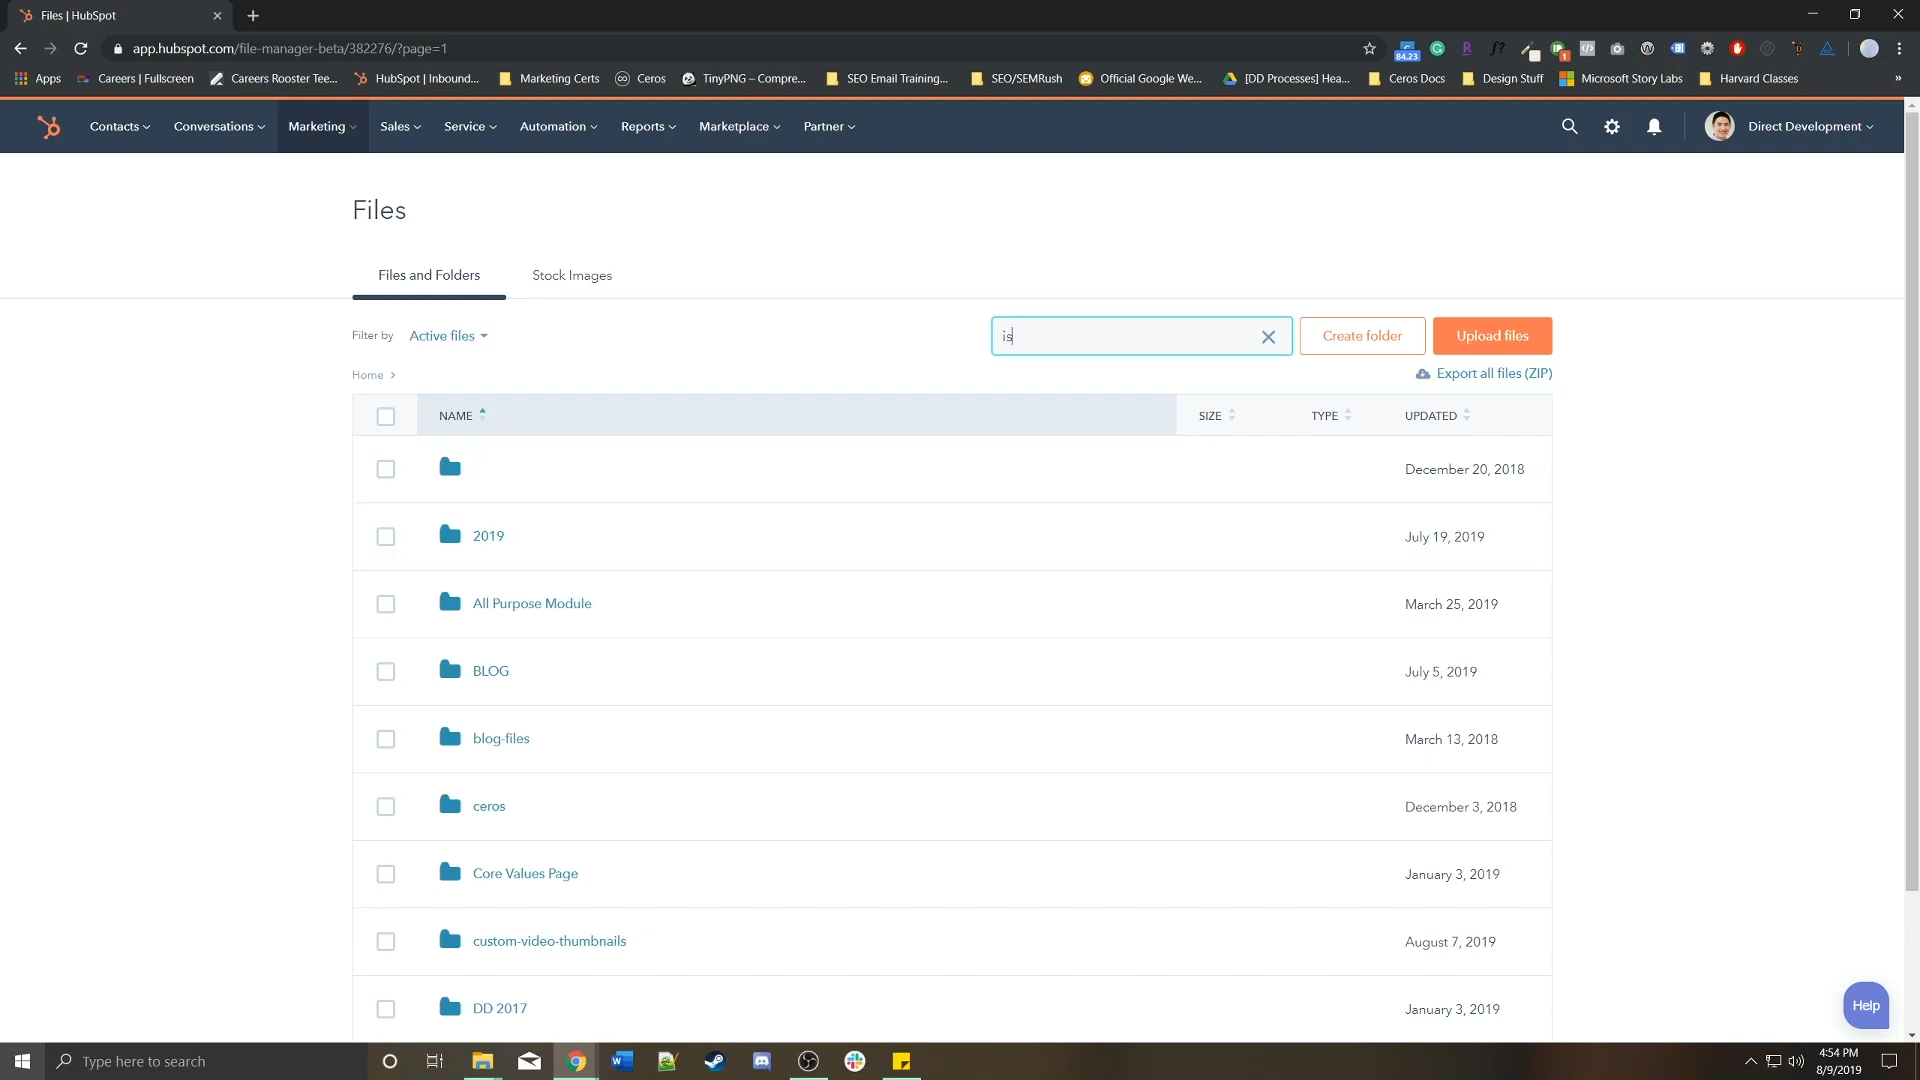 Files | HubSpot
app.hubspot.com/file-manager-beta/382276/?page=1
84.23
1
Apps
Careers | Fullscreen
Careers Rooster Tee...
HubSpot | Inbound...
Marketing Certs
Ceros
TinyPNG – Compre...
SEO Email Training...
SEO/SEMRush
Official Google We...
[DD Processes] Hea...
Ceros Docs
Design Stuff
Microsoft Story Labs
Harvard Classes
»
Contacts
Conversations
Marketing
Sales
Service
Automation
Reports
Marketplace
Partner
Direct Development
Files
Files and Folders
Stock Images
Filter by
Active files
is
Create folder
Upload files
Home
Export all files (ZIP)
NAME
SIZE
TYPE
UPDATED
December 20, 2018
2019
July 19, 2019
All Purpose Module
March 25, 2019
BLOG
July 5, 2019
blog-files
March 13, 2018
ceros
December 3, 2018
Core Values Page
January 3, 2019
custom-video-thumbnails
August 7, 2019
DD 2017
January 3, 2019
Help
Type here to search
4:54 PM
8/9/2019